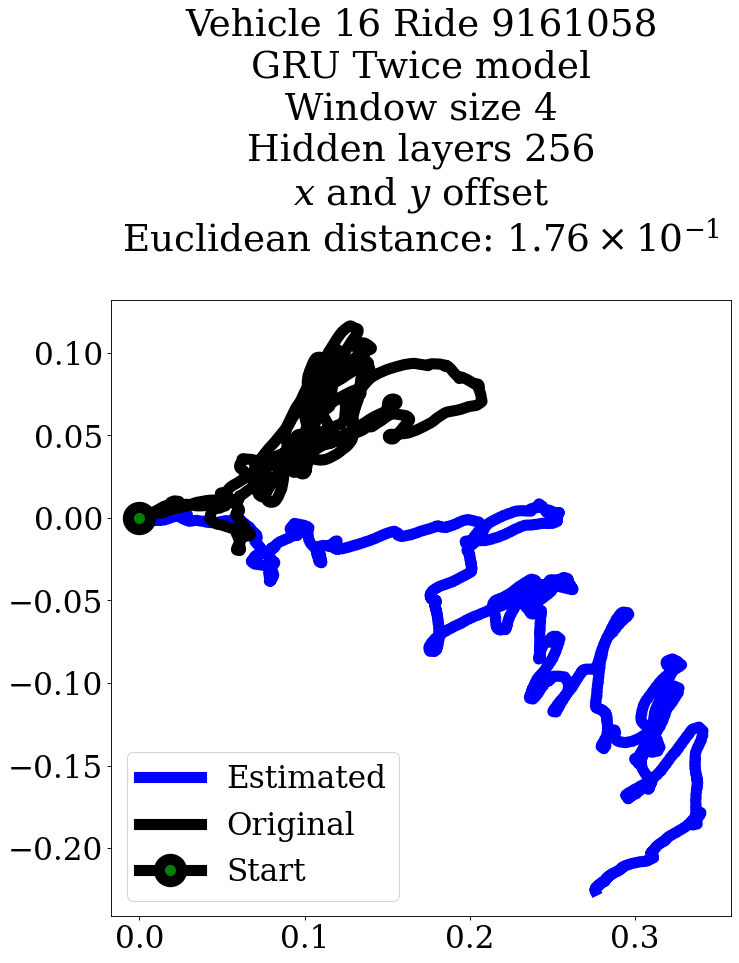 Vehicle 16 Ride 9161058
GRU Twice model
Window size 4
Hidden layers 256
x and y offset
Euclidean distance: 1.76 × 10⁻¹
0.10
0.05
0.00
−0.05
−0.10
−0.15
−0.20
Estimated
Original
Start
0.0 0.1 0.2 0.3